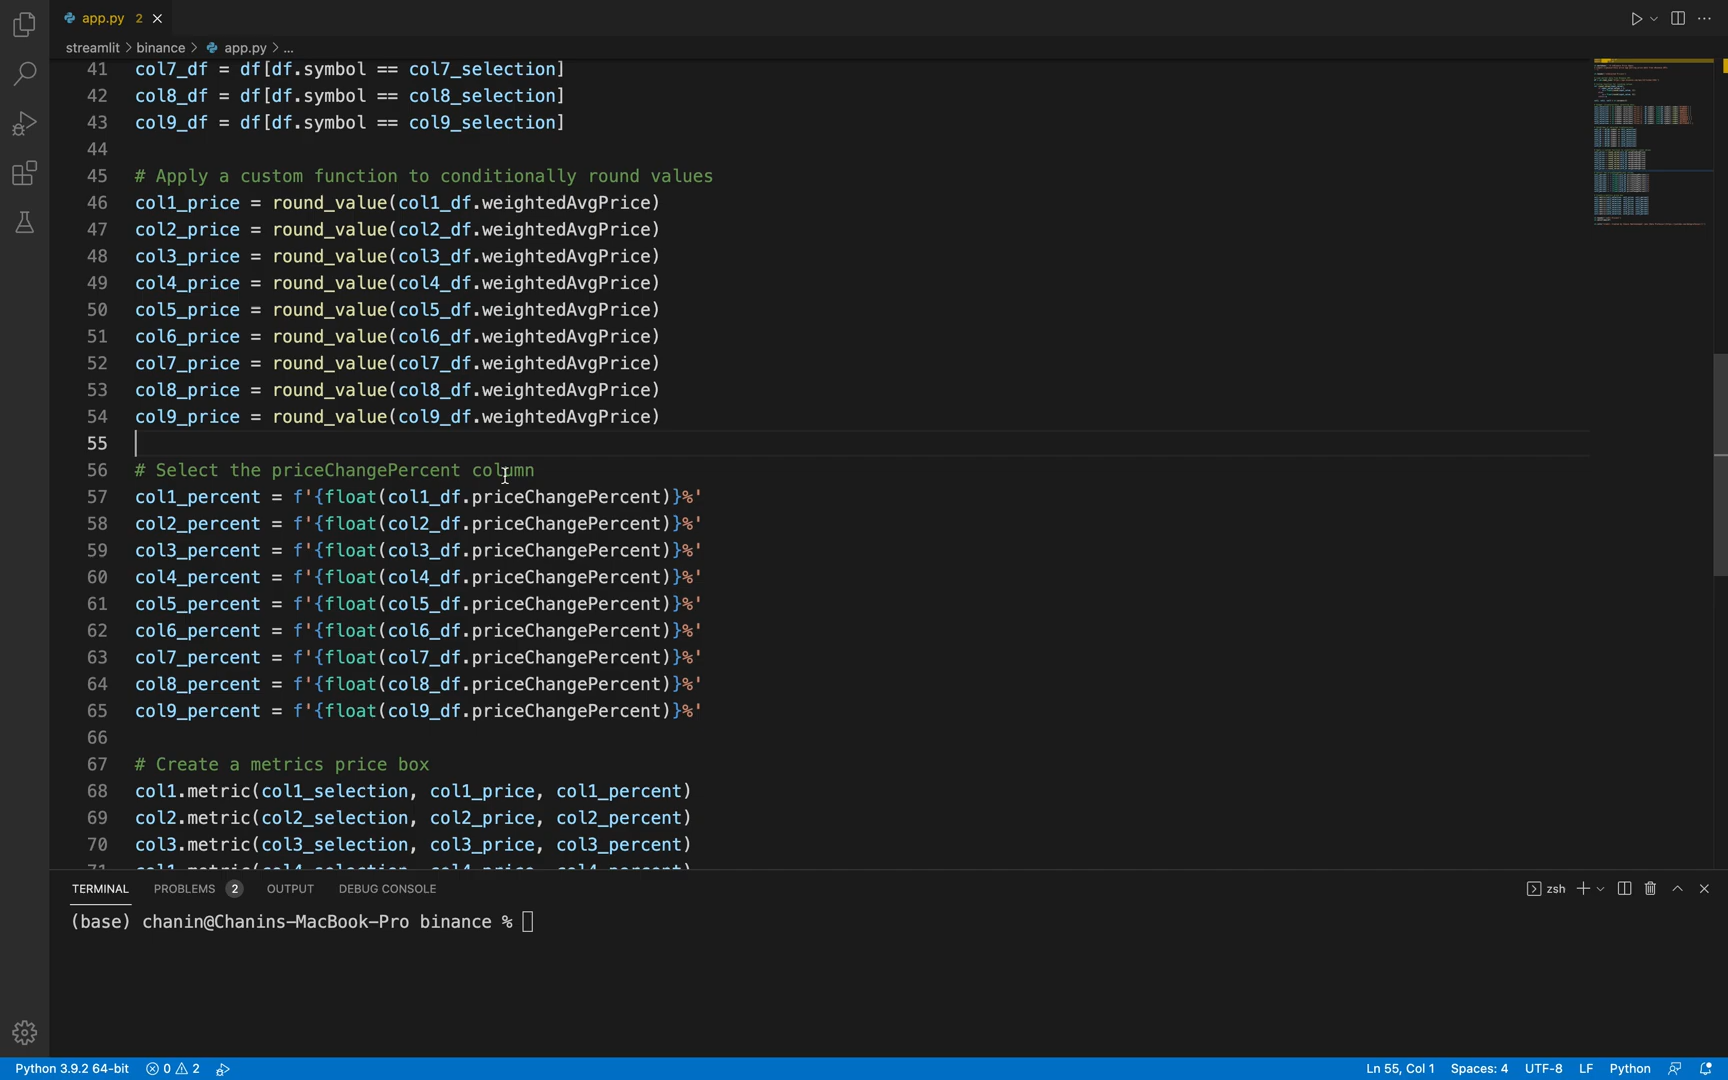 app.py 2
streamlit > binance > app.py > ...
41 col7_df = df[df.symbol == col7_selection]
42 col8_df = df[df.symbol == col8_selection]
43 col9_df = df[df.symbol == col9_selection]
44
45 # Apply a custom function to conditionally round values
46 col1_price = round_value(col1_df.weightedAvgPrice)
47 col2_price = round_value(col2_df.weightedAvgPrice)
48 col3_price = round_value(col3_df.weightedAvgPrice)
49 col4_price = round_value(col4_df.weightedAvgPrice)
50 col5_price = round_value(col5_df.weightedAvgPrice)
51 col6_price = round_value(col6_df.weightedAvgPrice)
52 col7_price = round_value(col7_df.weightedAvgPrice)
53 col8_price = round_value(col8_df.weightedAvgPrice)
54 col9_price = round_value(col9_df.weightedAvgPrice)
55
56 # Select the priceChangePercent column
57 col1_percent = f'{float(col1_df.priceChangePercent)}%'
58 col2_percent = f'{float(col2_df.priceChangePercent)}%'
59 col3_percent = f'{float(col3_df.priceChangePercent)}%'
60 col4_percent = f'{float(col4_df.priceChangePercent)}%'
61 col5_percent = f'{float(col5_df.priceChangePercent)}%'
62 col6_percent = f'{float(col6_df.priceChangePercent)}%'
63 col7_percent = f'{float(col7_df.priceChangePercent)}%'
64 col8_percent = f'{float(col8_df.priceChangePercent)}%'
65 col9_percent = f'{float(col9_df.priceChangePercent)}%'
66
67 # Create a metrics price box
68 col1.metric(col1_selection, col1_price, col1_percent)
69 col2.metric(col2_selection, col2_price, col2_percent)
70 col3.metric(col3_selection, col3_price, col3_percent)
71 col1.metric(col4_selection, col4_price, col4_percent)
TERMINAL PROBLEMS 2 OUTPUT DEBUG CONSOLE zsh
(base) chanin@Chanins-MacBook-Pro binance %
Python 3.9.2 64-bit 0 2 Ln 55, Col 1 Spaces: 4 UTF-8 LF Python